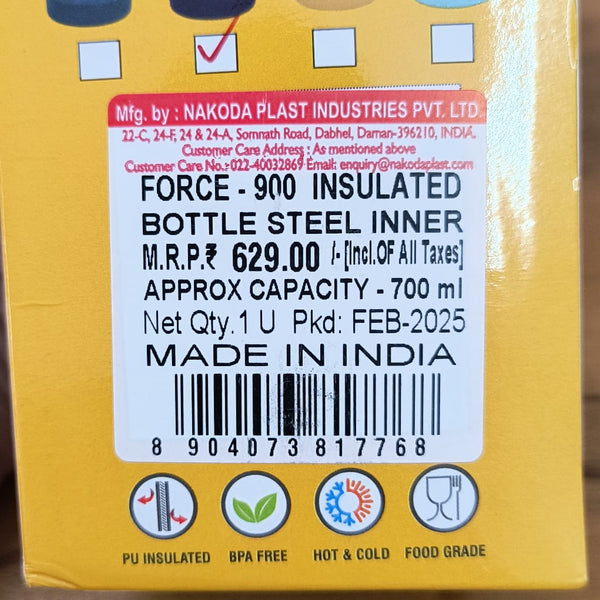 Mfg. by : NAKODA PLAST INDUSTRIES PVT. LTD
22-C, 24-F, 24 & 24-A, Somnath Road, Dabhel, Daman-396210, INDIA.
Customer Care Address : As mentioned above
Customer Care No.: 022-40032869 Email: enquiry@nakodaplast.com
FORCE - 900 INSULATED
BOTTLE STEEL INNER
M.R.P.₹ 629.00 /- [Incl.OF All Taxes]
APPROX CAPACITY - 700 ml
Net Qty.1 U Pkd: FEB-2025
MADE IN INDIA
8 904073 817768
PU INSULATED BPA FREE HOT & COLD FOOD GRADE